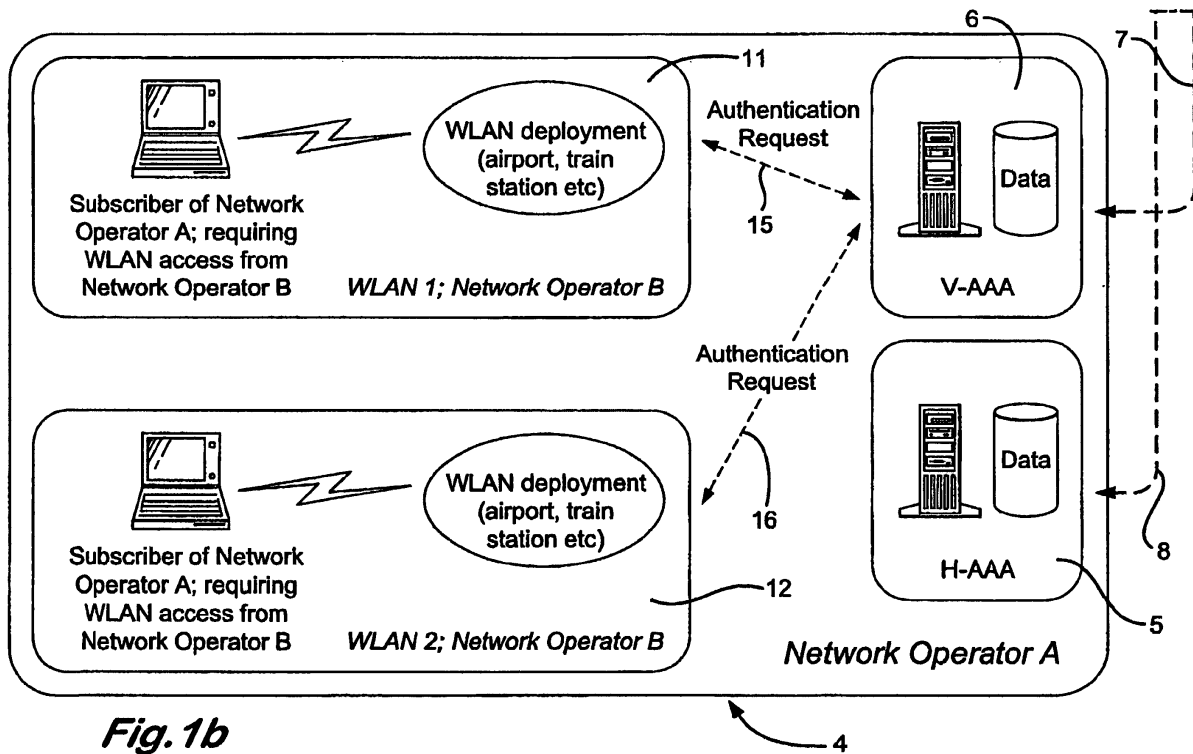 6
7
11
WLAN deployment
(airport, train
station etc)
Authentication
Request
15
Data
V-AAA
Subscriber of Network
Operator A; requiring
WLAN access from
Network Operator B
WLAN 1; Network Operator B
Authentication
Request
16
WLAN deployment
(airport, train
station etc)
Data
H-AAA
8
Subscriber of Network
Operator A; requiring
WLAN access from
Network Operator B
12
WLAN 2; Network Operator B
5
Network Operator A
Fig.1b
4